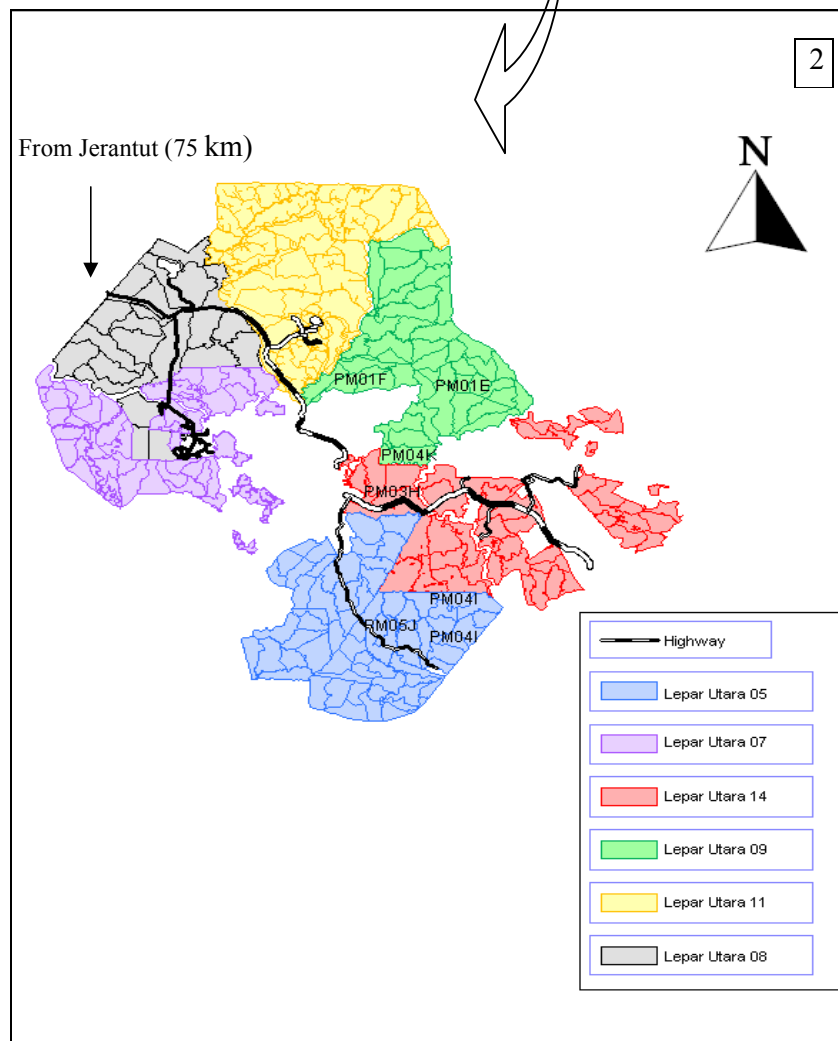 2
From Jerantut (75 km)
N
PM01F
PM01E
PM04K
PM03H
PM04I
RM05J
PM04I
Highway
Lepar Utara 05
Lepar Utara 07
Lepar Utara 14
Lepar Utara 09
Lepar Utara 11
Lepar Utara 08